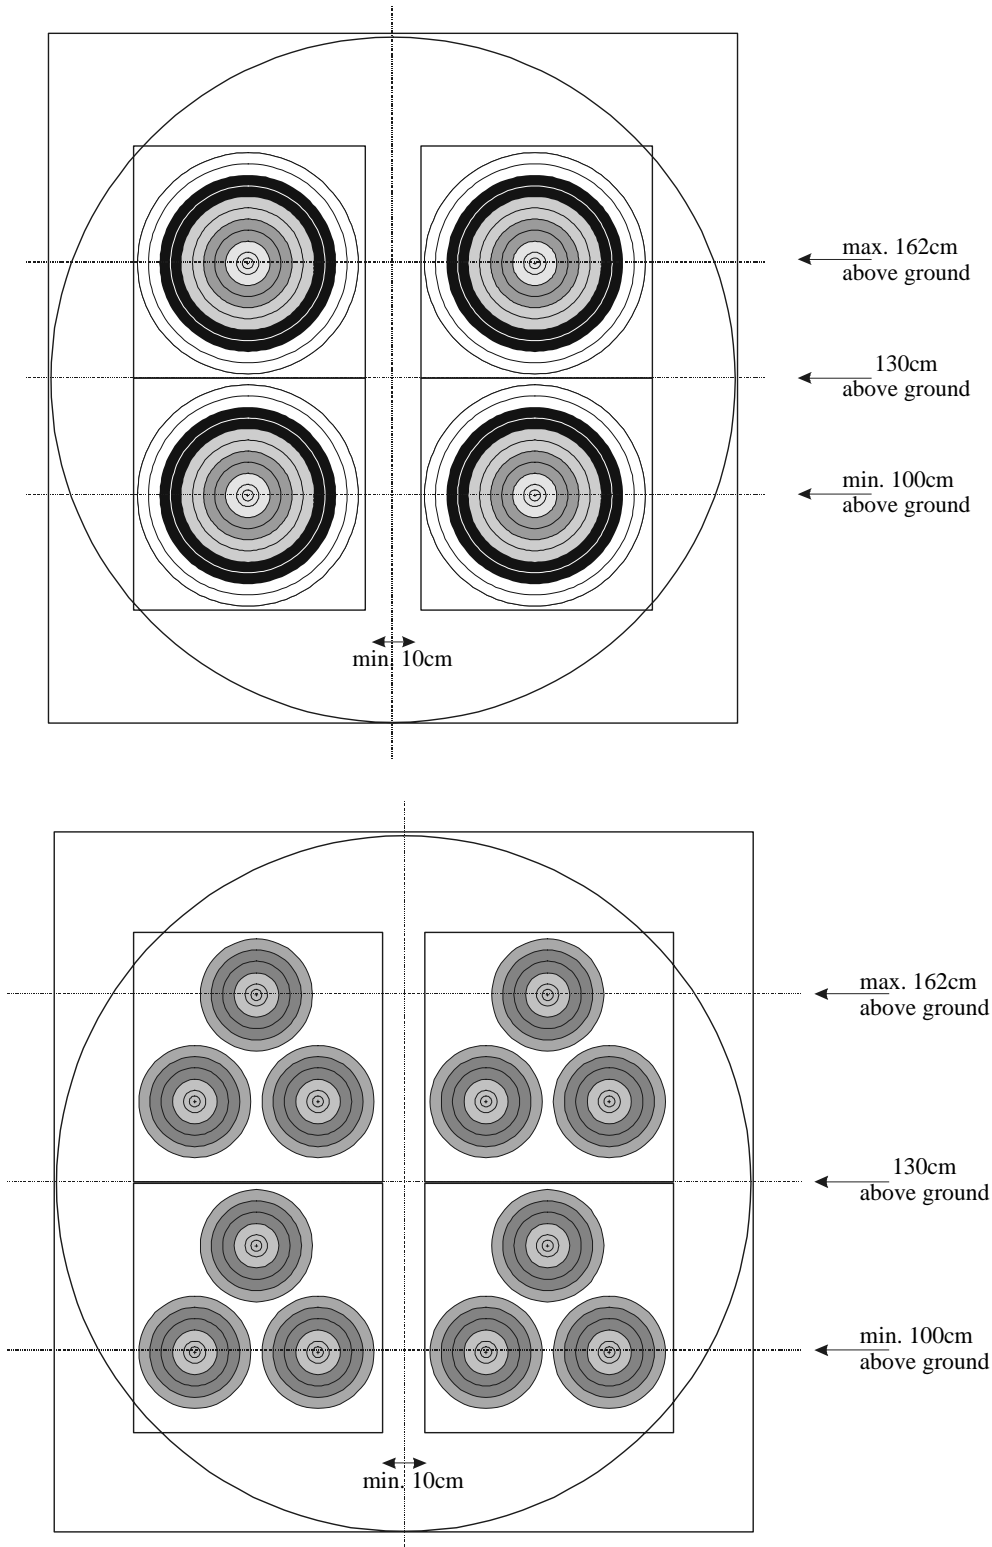 max. 162cm
above ground
130cm
above ground
min. 100cm
above ground
min. 10cm
max. 162cm
above ground
130cm
above ground
min. 100cm
above ground
min. 10cm